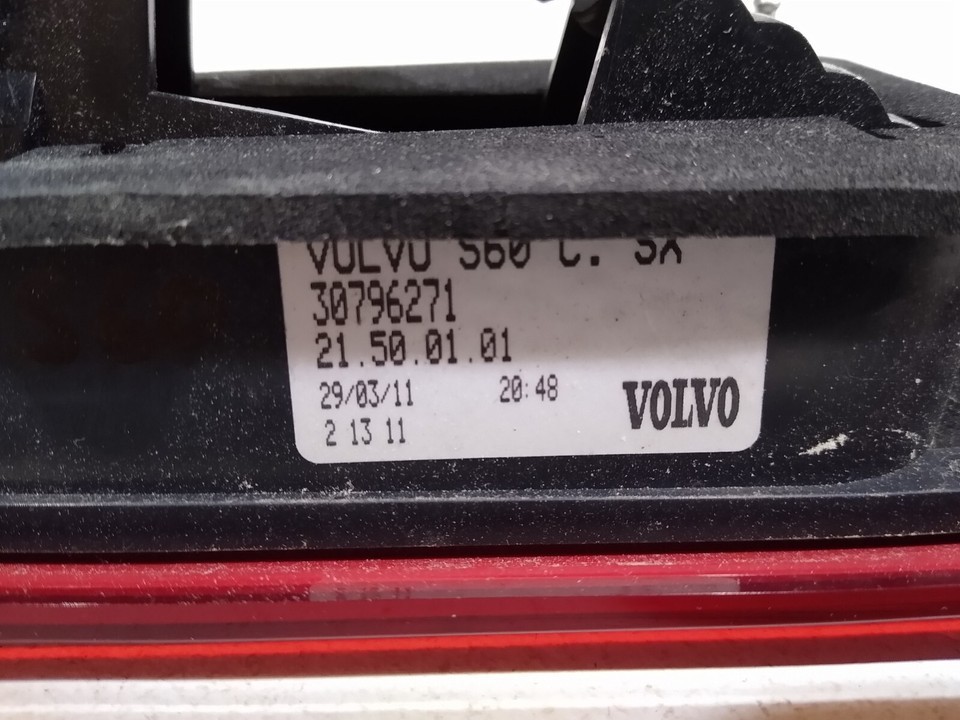 VOLVO S60 C. SX
30796271
21.50.01.01
29/03/11 20:48
2 13 11
VOLVO